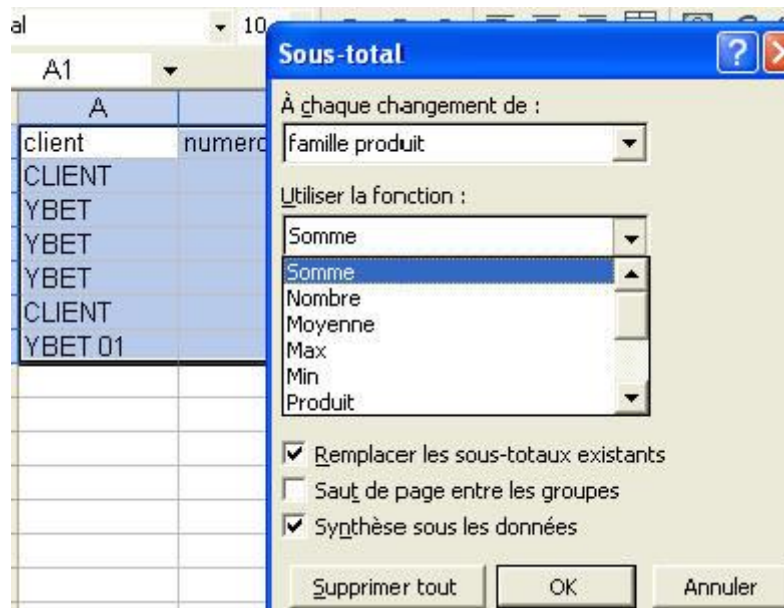 al
10
A1
A
client
numero
CLIENT
YBET
YBET
YBET
CLIENT
YBET 01
Sous-total
?
À chaque changement de :
famille produit
Utiliser la fonction :
Somme
Somme
Nombre
Moyenne
Max
Min
Produit
Remplacer les sous-totaux existants
Saut de page entre les groupes
Synthèse sous les données
Supprimer tout
OK
Annuler